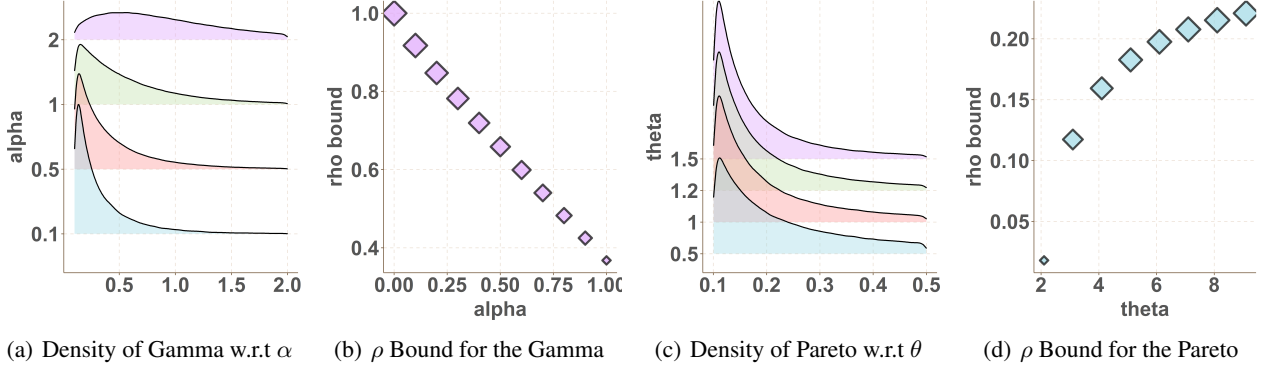 2
1
0.5
0.1
alpha
0.5 1.0 1.5 2.0
(a) Density of Gamma w.r.t α
1.0
0.8
0.6
0.4
rho bound
0.00 0.25 0.50 0.75 1.00
alpha
(b) ρ Bound for the Gamma
1.5
1.2
1
0.5
theta
0.1 0.2 0.3 0.4 0.5
(c) Density of Pareto w.r.t θ
0.20
0.15
0.10
0.05
rho bound
2 4 6 8
theta
(d) ρ Bound for the Pareto